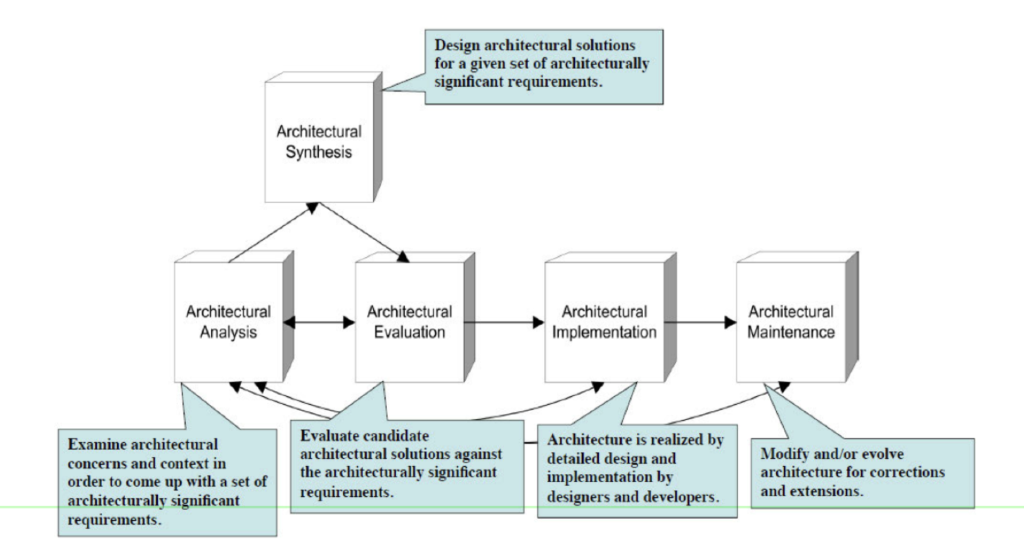 Design architectural solutions
for a given set of architecturally
significant requirements.
Architectural
Synthesis
Architectural
Analysis
Architectural
Evaluation
Architectural
Implementation
Architectural
Maintenance
Examine architectural
concerns and context in
order to come up with a set of
architecturally significant
requirements.
Evaluate candidate
architectural solutions against
the architecturally significant
requirements.
Architecture is realized by
detailed design and
implementation by
designers and developers.
Modify and/or evolve
architecture for corrections
and extensions.